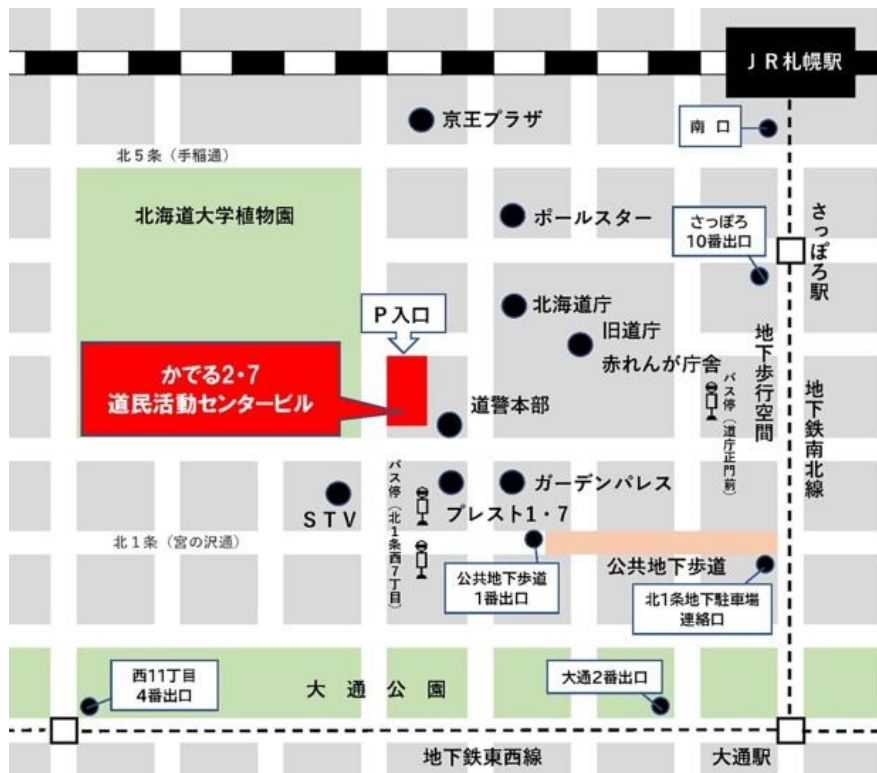 JR札幌駅
京王プラザ
南口
北5条（手稲通）
北海道大学植物園
ポールスター
さっぽろ
10番出口
さっぽろ駅
P入口
北海道庁
旧道庁
赤れんが庁舎
かでる2・7
道民活動センタービル
道警本部
バス停（道庁正門前）
地下歩行空間
地下鉄南北線
STV
バス停（北1条西7丁目）
プレスト1・7
ガーデンパレス
北1条（宮の沢通）
公共地下歩道
1番出口
公共地下歩道
北1条地下駐車場
連絡口
西11丁目
4番出口
大通公園
大通2番出口
地下鉄東西線
大通駅